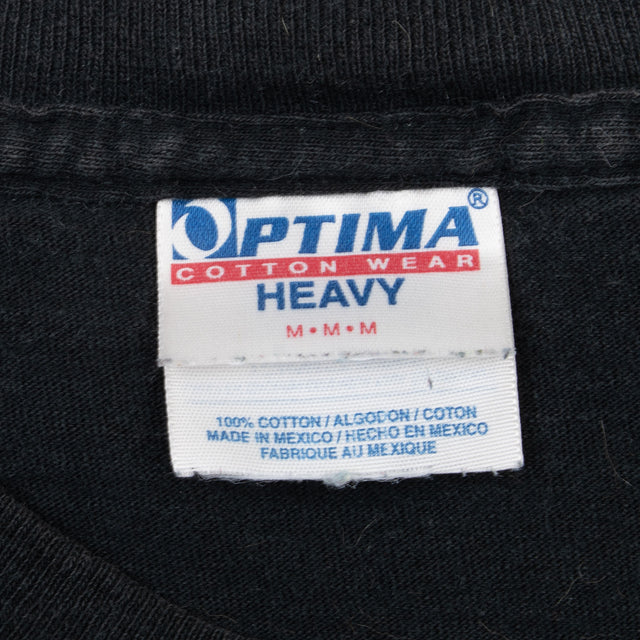 OPTIMA®
COTTON WEAR
HEAVY
M•M•M
100% COTTON / ALGODON / COTON
MADE IN MEXICO / HECHO EN MEXICO
FABRIQUE AU MEXIQUE